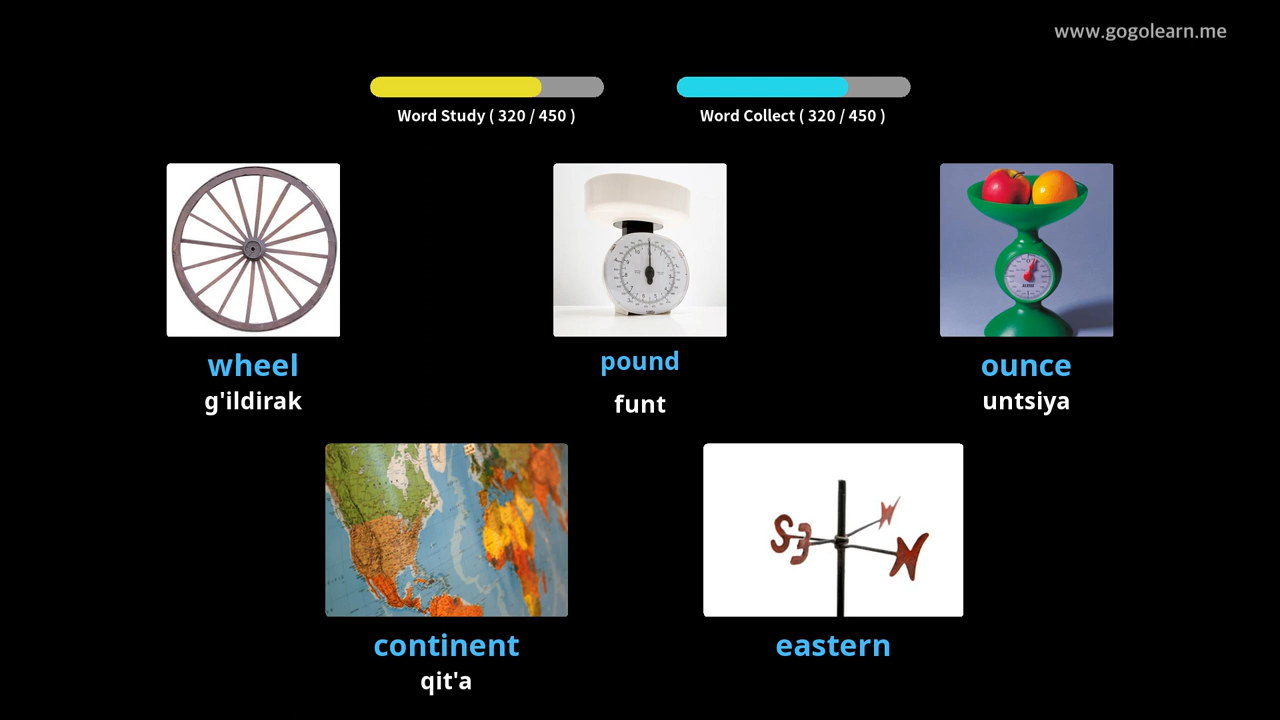 www.gogolearn.me
Word Study ( 320 / 450 )
Word Collect ( 320 / 450 )
wheel
g'ildirak
pound
funt
ounce
untsiya
continent
qit'a
eastern